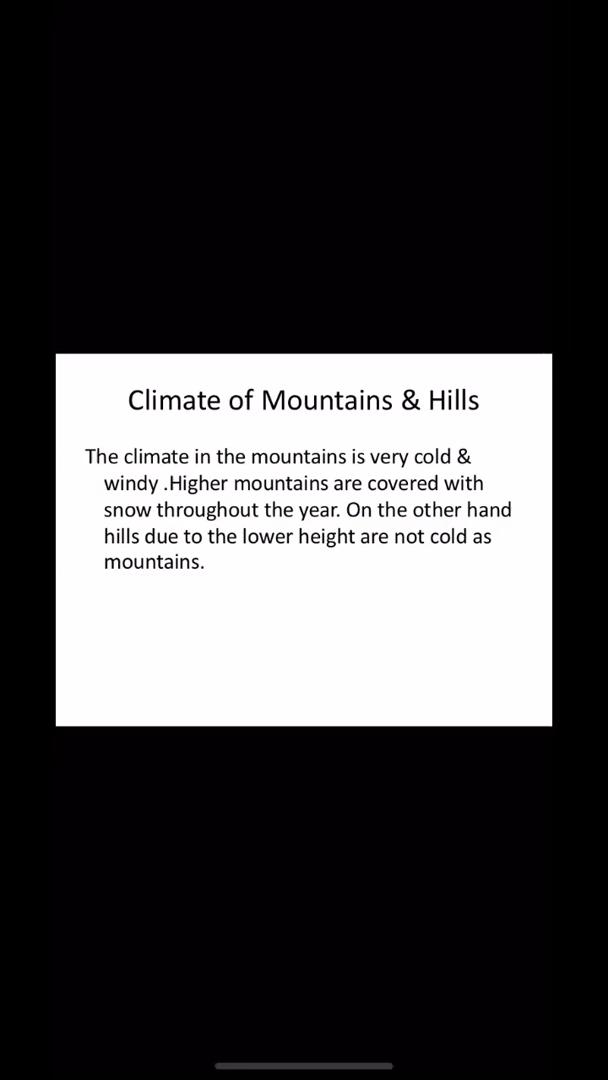 Climate of Mountains & Hills
The climate in the mountains is very cold &
windy .Higher mountains are covered with
snow throughout the year. On the other hand
hills due to the lower height are not cold as
mountains.